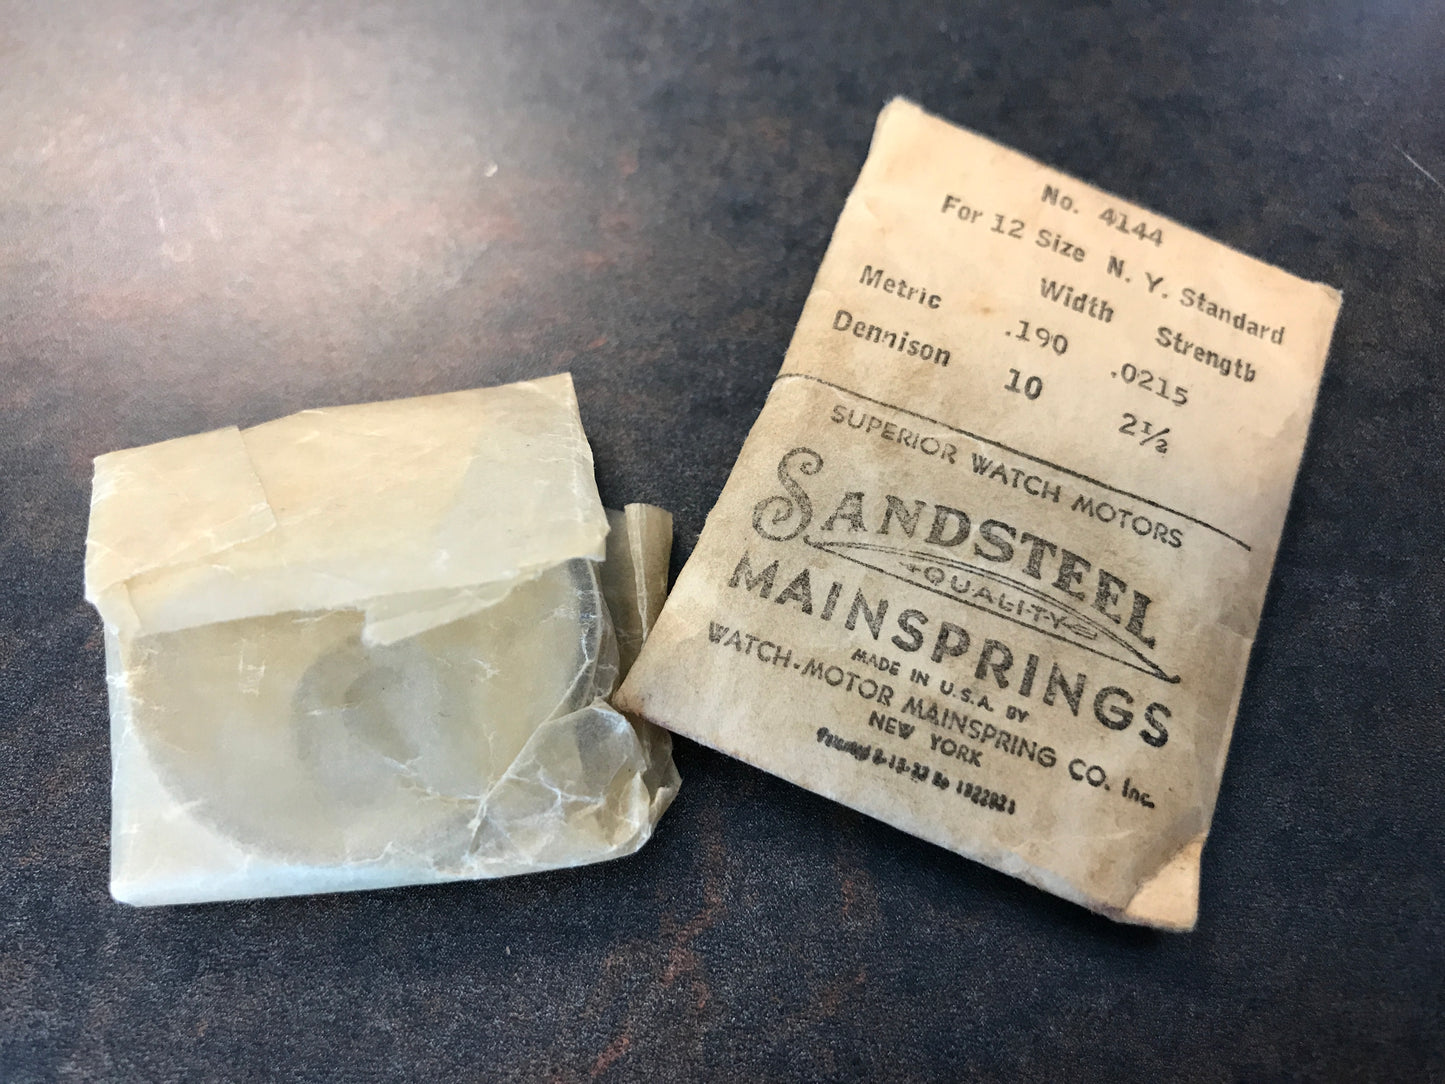 No. 4144
For 12 Size N. Y. Standard
Width Strength
Metric .190 .0215
Dennison 10 2½
SUPERIOR WATCH MOTORS
SANDSTEEL
QUALITY
MAINSPRINGS
MADE IN U.S.A. BY
WATCH-MOTOR MAINSPRING CO. Inc.
NEW YORK